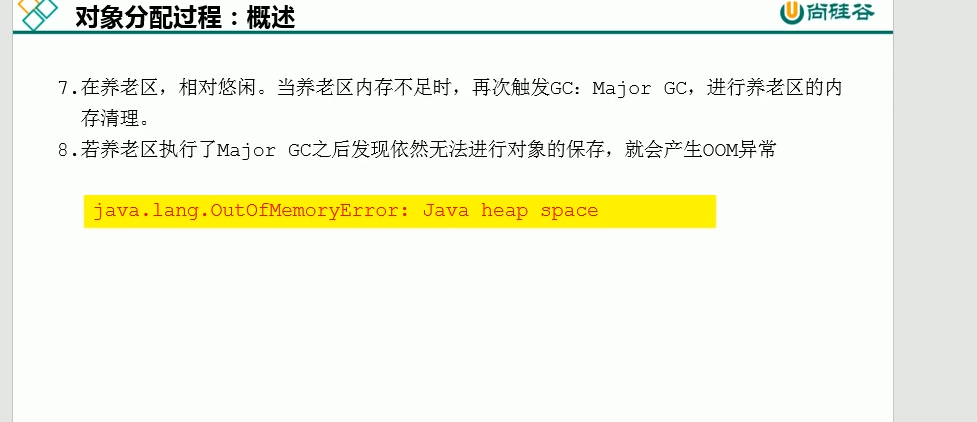 对象分配过程：概述
尚硅谷
7.在养老区，相对悠闲。当养老区内存不足时，再次触发GC：Major GC，进行养老区的内
存清理。
8.若养老区执行了Major GC之后发现依然无法进行对象的保存，就会产生OOM异常
java.lang.OutOfMemoryError: Java heap space